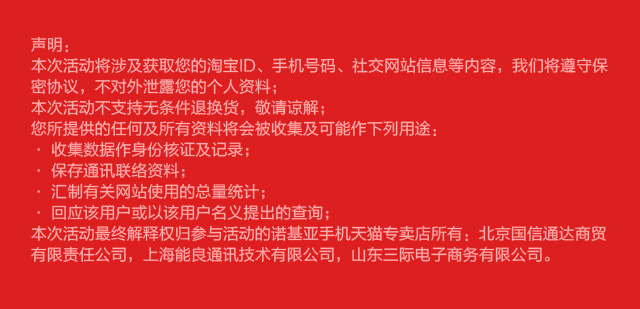 声明：
本次活动将涉及获取您的淘宝ID、手机号码、社交网站信息等内容，我们将遵守保
密协议，不对外泄露您的个人资料；
本次活动不支持无条件退换货，敬请谅解；
您所提供的任何及所有资料将会被收集及可能作下列用途：
· 收集数据作身份核证及记录；
· 保存通讯联络资料；
· 汇制有关网站使用的总量统计；
· 回应该用户或以该用户名义提出的查询；
本次活动最终解释权归参与活动的诺基亚手机天猫专卖店所有：北京国信通达商贸
有限责任公司，上海能良通讯技术有限公司，山东三际电子商务有限公司。